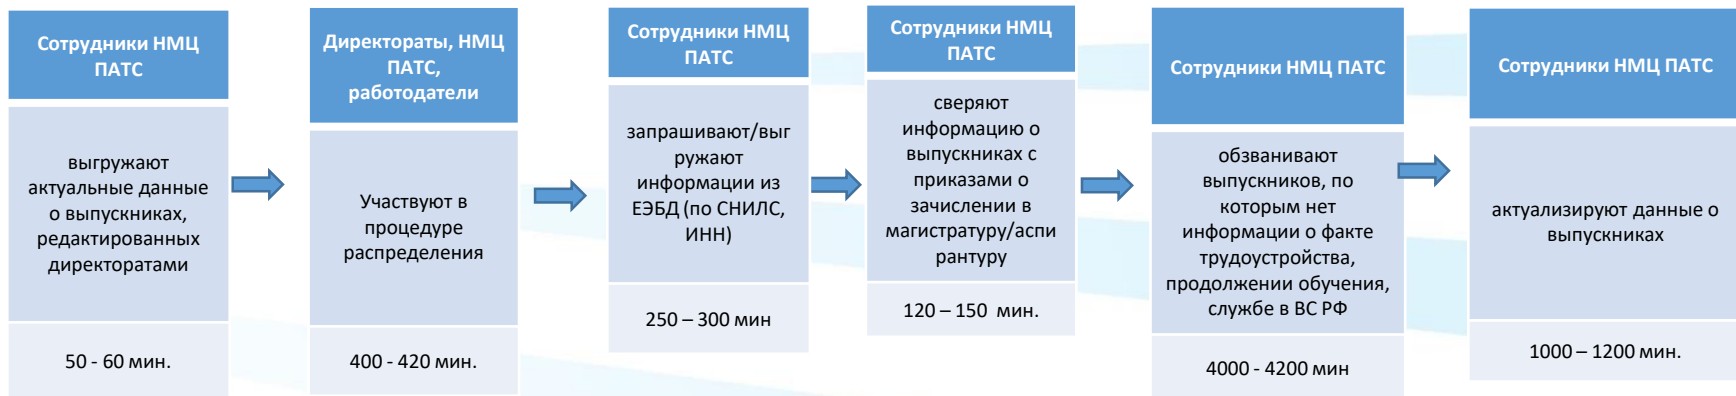 Сотрудники НМЦ
ПАТС
выгружают
актуальные данные
о выпускниках,
редактированных
директоратами
50 - 60 мин.
Директораты, НМЦ
ПАТС,
работодатели
Участвуют в
процедуре
распределения
400 - 420 мин.
Сотрудники НМЦ
ПАТС
запрашивают/выг
ружают
информации из
ЕЭБД (по СНИЛС,
ИНН)
250 – 300 мин
Сотрудники НМЦ
ПАТС
сверяют
информацию о
выпускниках с
приказами о
зачислении в
магистратуру/аспи
рантуру
120 – 150 мин.
Сотрудники НМЦ ПАТС
обзванивают
выпускников, по
которым нет
информации о факте
трудоустройства,
продолжении обучения,
службе в ВС РФ
4000 - 4200 мин
Сотрудники НМЦ ПАТС
актуализируют данные о
выпускниках
1000 – 1200 мин.